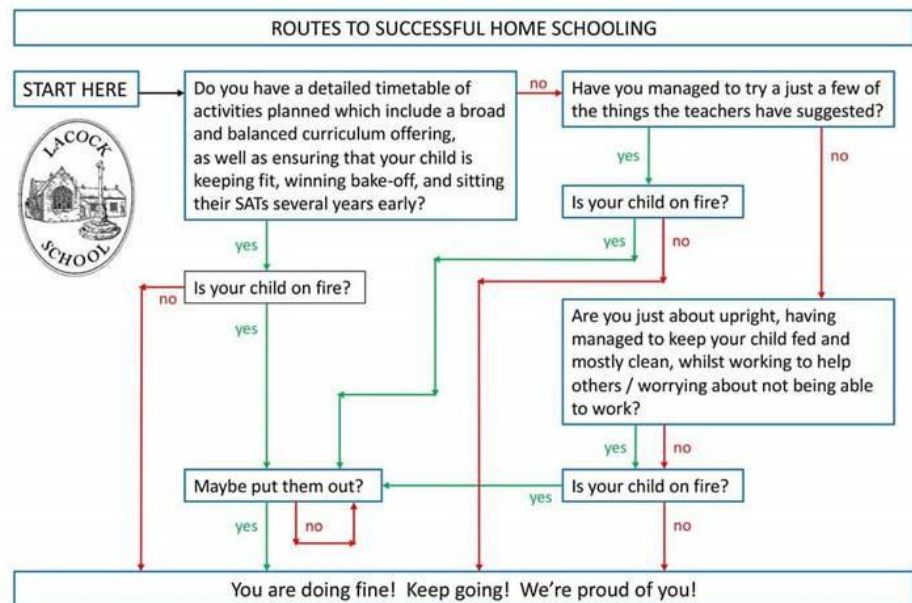 ROUTES TO SUCCESSFUL HOME SCHOOLING
START HERE
LACOCK
SCHOOL
Do you have a detailed timetable of
activities planned which include a broad
and balanced curriculum offering,
as well as ensuring that your child is
keeping fit, winning bake-off, and sitting
their SATs several years early?
no
Have you managed to try a just a few of
the things the teachers have suggested?
yes
no
Is your child on fire?
yes
no
yes
Is your child on fire?
no
yes
Are you just about upright, having
managed to keep your child fed and
mostly clean, whilst working to help
others / worrying about not being able
to work?
yes
no
Maybe put them out?
yes
Is your child on fire?
yes
no
no
You are doing fine! Keep going! We're proud of you!